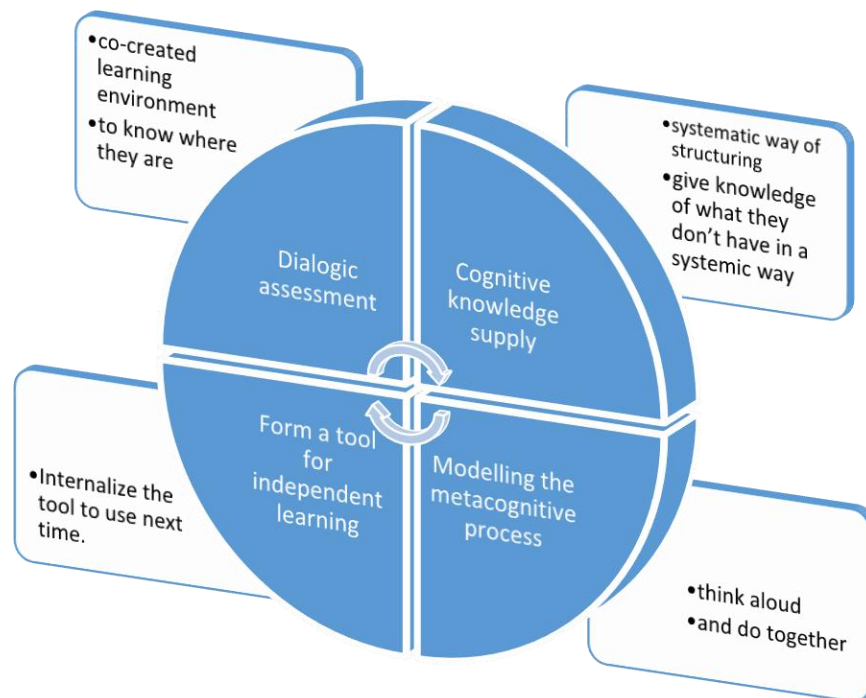 •co-created
learning
environment
•to know where
they are
•systematic way of
structuring
•give knowledge
of what they
don’t have in a
systemic way
Dialogic
assessment
Cognitive
knowledge
supply
Form a tool
for
independent
learning
Modelling the
metacognitive
process
•Internalize the
tool to use next
time.
•think aloud
•and do together